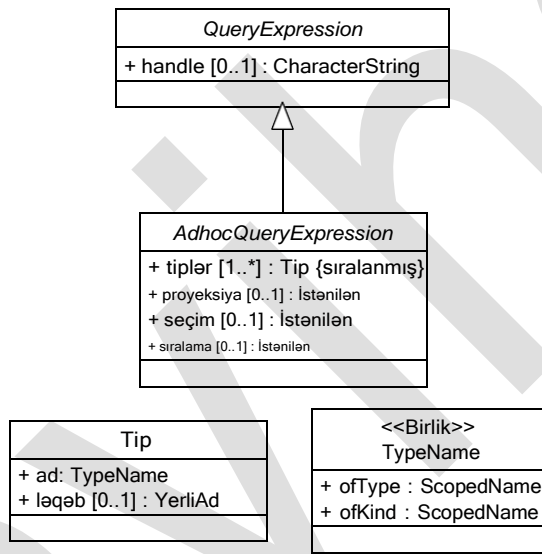 QueryExpression
+ handle [0..1] : CharacterString
AdhocQueryExpression
+ tiplər [1..*] : Tip {sıralanmış}
+ proyeksiya [0..1] : İstənilən
+ seçim [0..1] : İstənilən
+ sıralama [0..1] : İstənilən
Tip
+ ad: TypeName
+ ləqəb [0..1] : YerliAd
<<Birlik>>
TypeName
+ ofType : ScopedName
+ ofKind : ScopedName